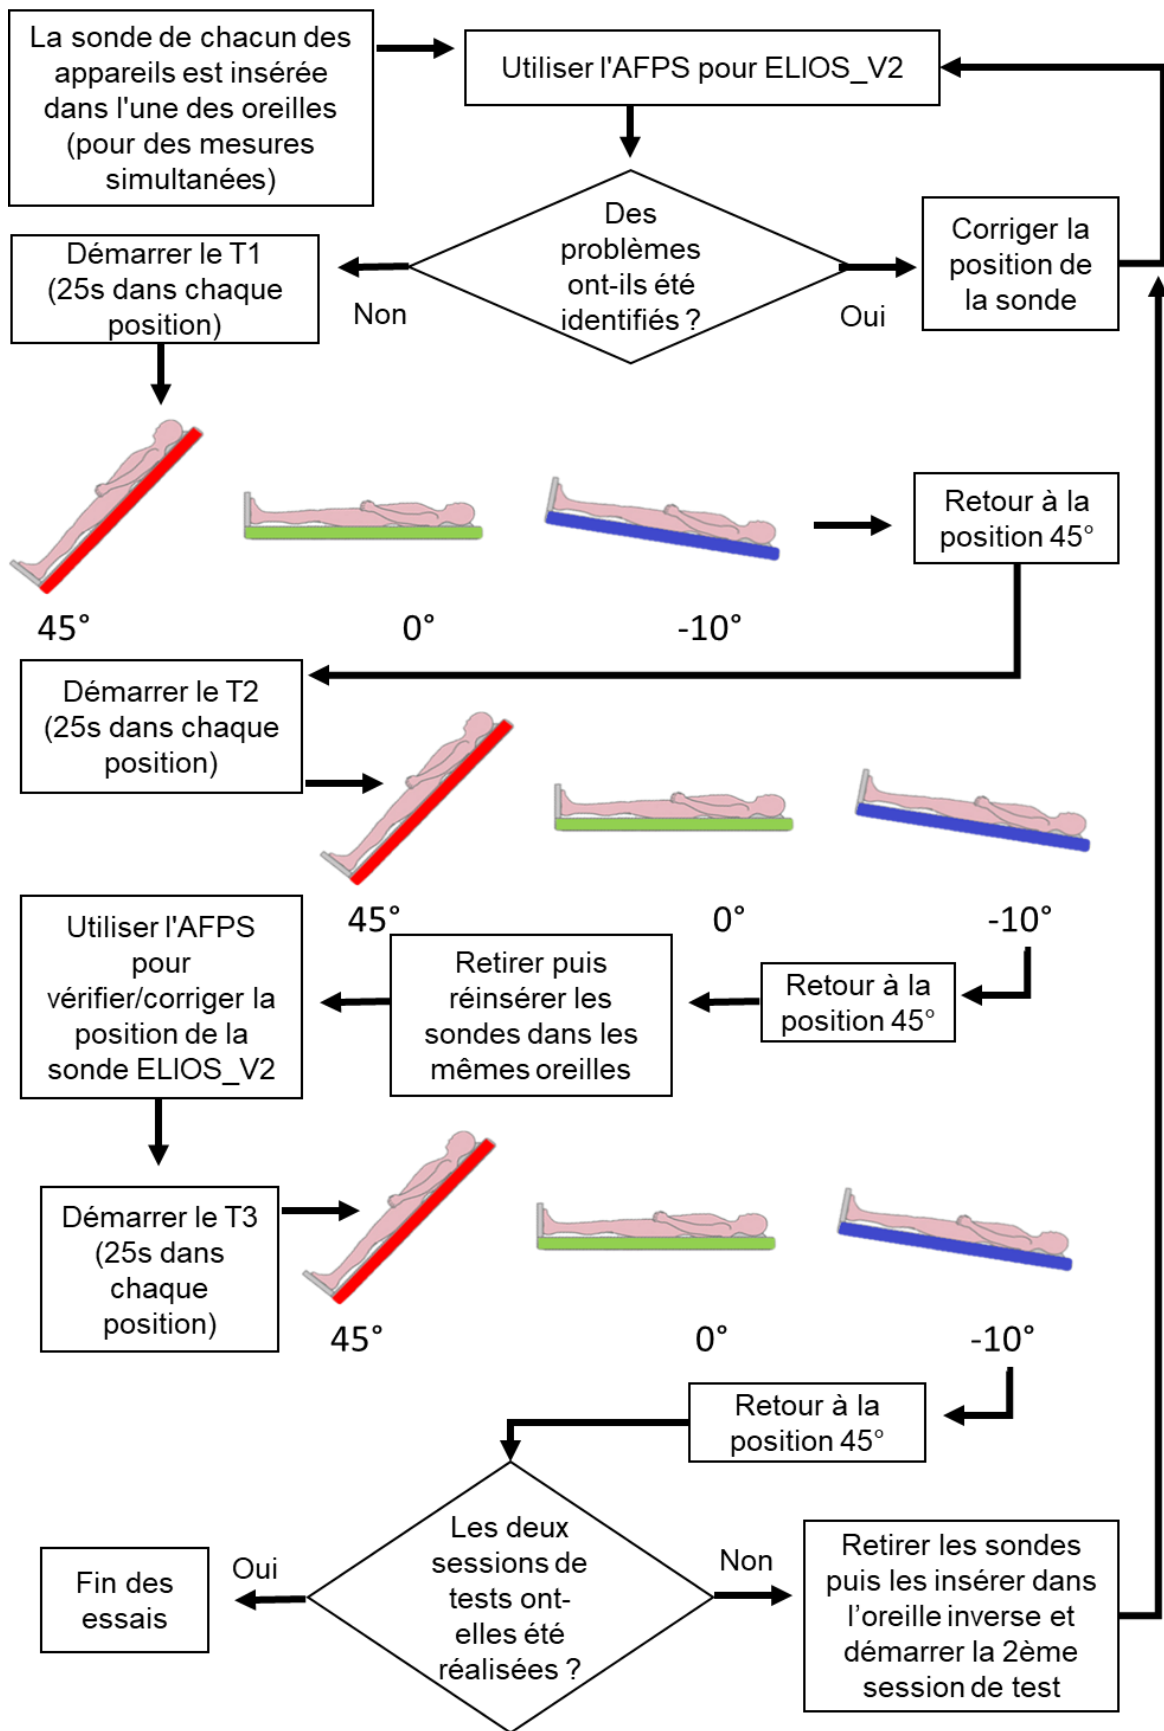 La sonde de chacun des
appareils est insérée
dans l'une des oreilles
(pour des mesures
simultanées)
Utiliser l'AFPS pour ELIOS_V2
Des
problèmes
ont-ils été
identifiés ?
Non
Oui
Corriger la
position de
la sonde
Démarrer le T1
(25s dans chaque
position)
45°
0°
-10°
Retour à la
position 45°
Démarrer le T2
(25s dans chaque
position)
45°
0°
-10°
Retour à la
position 45°
Retirer puis
réinsérer les
sondes dans les
mêmes oreilles
Utiliser l'AFPS
pour
vérifier/corriger la
position de la
sonde ELIOS_V2
Démarrer le T3
(25s dans
chaque
position)
45°
0°
-10°
Retour à la
position 45°
Les deux
sessions de
tests ont-
elles été
réalisées ?
Oui
Non
Fin des
essais
Retirer les sondes
puis les insérer dans
l’oreille inverse et
démarrer la 2ème
session de test